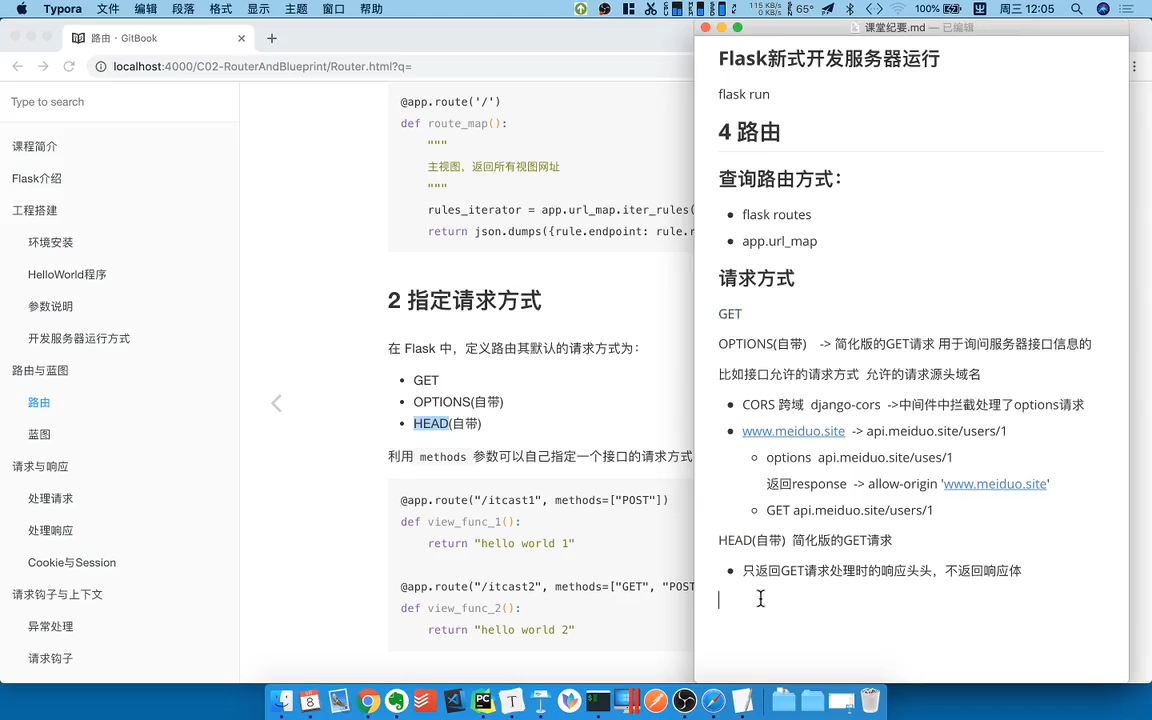 Typora 文件 编辑 段落 格式 显示 主题 窗口 帮助
115 KB/s
0 KB/s
65°
100%
周三 12:05
路由 · GitBook
localhost:4000/C02-RouterAndBlueprint/Router.html?q=
Type to search
课程简介
Flask介绍
工程搭建
环境安装
HelloWorld程序
参数说明
开发服务器运行方式
路由与蓝图
路由
蓝图
请求与响应
处理请求
处理响应
Cookie与Session
请求钩子与上下文
异常处理
请求钩子
@app.route('/')
def route_map():
"""
主视图，返回所有视图网址
"""
rules_iterator = app.url_map.iter_rules(
return json.dumps({rule.endpoint: rule.r
2 指定请求方式
在 Flask 中，定义路由其默认的请求方式为：
GET
OPTIONS(自带)
HEAD(自带)
利用 methods 参数可以自己指定一个接口的请求方式
@app.route("/itcast1", methods=["POST"])
def view_func_1():
return "hello world 1"
@app.route("/itcast2", methods=["GET", "POST
def view_func_2():
return "hello world 2"
课堂纪要.md — 已编辑
Flask新式开发服务器运行
flask run
4 路由
查询路由方式：
flask routes
app.url_map
请求方式
GET
OPTIONS(自带) -> 简化版的GET请求 用于询问服务器接口信息的
比如接口允许的请求方式 允许的请求源头域名
CORS 跨域 django-cors ->中间件中拦截处理了options请求
www.meiduo.site -> api.meiduo.site/users/1
options api.meiduo.site/uses/1
返回response -> allow-origin 'www.meiduo.site'
GET api.meiduo.site/users/1
HEAD(自带) 简化版的GET请求
只返回GET请求处理时的响应头头，不返回响应体